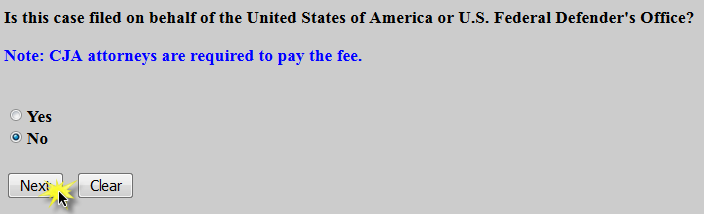 Is this case filed on behalf of the United States of America or U.S. Federal Defender's Office?
Note: CJA attorneys are required to pay the fee.
Yes
No
Next Clear